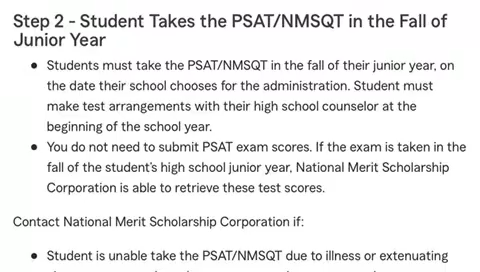 Step 2 - Student Takes the PSAT/NMSQT in the Fall of
Junior Year
● Students must take the PSAT/NMSQT in the fall of their junior year, on
the date their school chooses for the administration. Student must
make test arrangements with their high school counselor at the
beginning of the school year.
● You do not need to submit PSAT exam scores. If the exam is taken in the
fall of the student's high school junior year, National Merit Scholarship
Corporation is able to retrieve these test scores.
Contact National Merit Scholarship Corporation if:
● Student is unable take the PSAT/NMSQT due to illness or extenuating